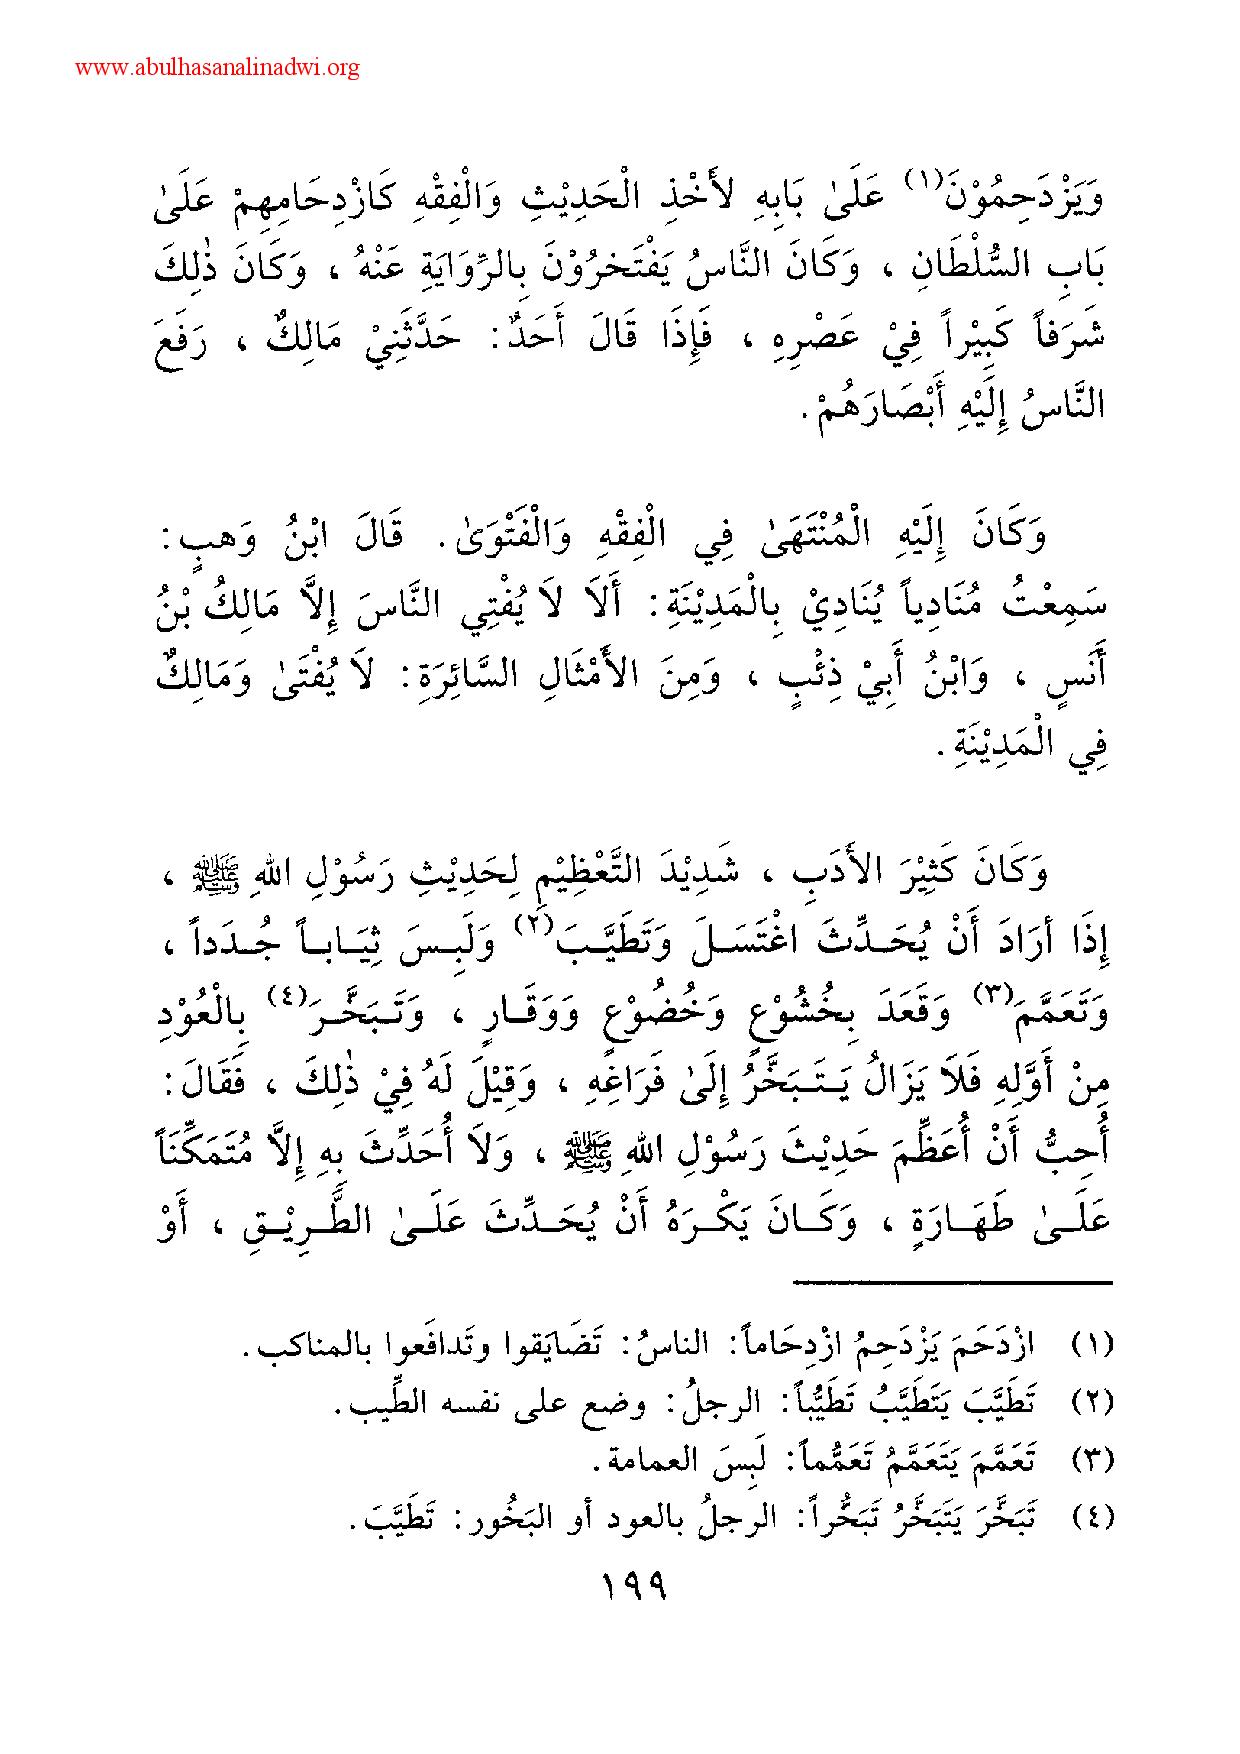 www.abulhasanalinadwi.org
وَيَزْدَحِمُوْنَ(١) عَلَىٰ بَابِهِ لأَخْذِ الْحَدِيْثِ وَالْفِقْهِ كَازْدِحَامِهِمْ عَلَىٰ
بَابِ السُّلْطَانِ ، وَكَانَ النَّاسُ يَفْتَخِرُوْنَ بِالرِّوَايَةِ عَنْهُ ، وَكَانَ ذٰلِكَ
شَرَفاً كَبِيْراً فِيْ عَصْرِهِ ، فَإِذَا قَالَ أَحَدٌ : حَدَّثَنِيْ مَالِكٌ ، رَفَعَ
النَّاسُ إِلَيْهِ أَبْصَارَهُمْ .
وَكَانَ إِلَيْهِ الْمُنْتَهَىٰ فِي الْفِقْهِ وَالْفَتْوَىٰ . قَالَ ابْنُ وَهبٍ :
سَمِعْتُ مُنَادِياً يُنَادِيْ بِالْمَدِيْنَةِ : أَلَا لَا يُفْتِي النَّاسَ إِلَّا مَالِكُ بْنُ
أَنَسٍ ، وَابْنُ أَبِيْ ذِئْبٍ ، وَمِنَ الأَمْثَالِ السَّائِرَةِ : لَا يُفْتَىٰ وَمَالِكٌ
فِي الْمَدِيْنَةِ .
وَكَانَ كَثِيْرَ الأَدَبِ ، شَدِيْدَ التَّعْظِيْمِ لِحَدِيْثِ رَسُوْلِ اللهِ ﷺ ،
إِذَا أَرَادَ أَنْ يُحَدِّثَ اغْتَسَلَ وَتَطَيَّبَ(٢) وَلَبِسَ ثِيَاباً جُدَداً ،
وَتَعَمَّمَ(٣) وَقَعَدَ بِخُشُوْعٍ وَخُضُوْعٍ وَوَقَارٍ ، وَتَبَخَّرَ(٤) بِالْعُوْدِ
مِنْ أَوَّلِهِ فَلَا يَزَالُ يَتَبَخَّرُ إِلَىٰ فَرَاغِهِ ، وَقِيْلَ لَهُ فِيْ ذٰلِكَ ، فَقَالَ :
أُحِبُّ أَنْ أُعَظِّمَ حَدِيْثَ رَسُوْلِ اللهِ ﷺ ، وَلَا أُحَدِّثَ بِهِ إِلَّا مُتَمَكِّنَاً
عَلَىٰ طَهَارَةٍ ، وَكَانَ يَكْرَهُ أَنْ يُحَدِّثَ عَلَىٰ الطَّرِيْقِ ، أَوْ
(١) ازْدَحَمَ يَزْدَحِمُ ازْدِحَاماً : الناسُ : تَضَايَقوا وتَدافَعوا بالمناكب .
(٢) تَطَيَّبَ يَتَطَيَّبُ تَطَيُّباً : الرجلُ : وضع على نفسه الطِّيب .
(٣) تَعَمَّمَ يَتَعَمَّمُ تَعَمُّماً : لَبِسَ العمامة .
(٤) تَبَخَّرَ يَتَبَخَّرُ تَبَخُّراً : الرجلُ بالعود أو البَخُور : تَطَيَّبَ .
١٩٩